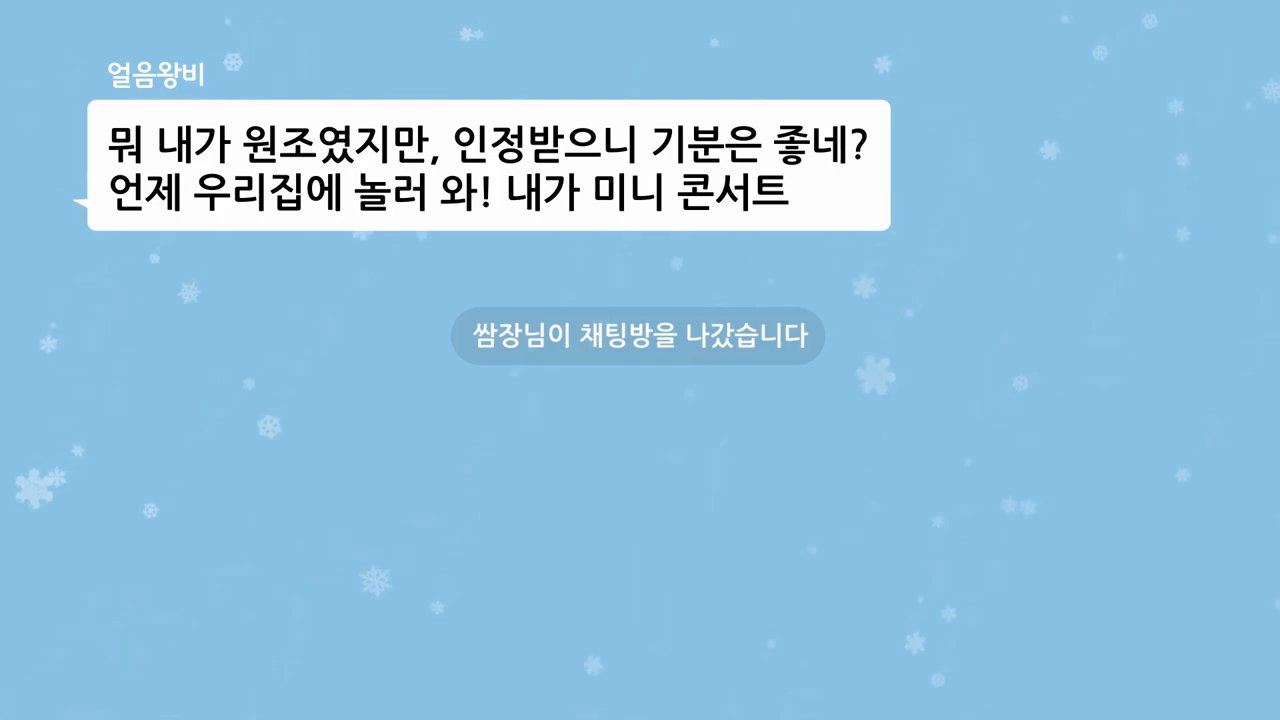 얼음왕비
뭐 내가 원조였지만, 인정받으니 기분은 좋네?
언제 우리집에 놀러 와! 내가 미니 콘서트
쌈장님이 채팅방을 나갔습니다